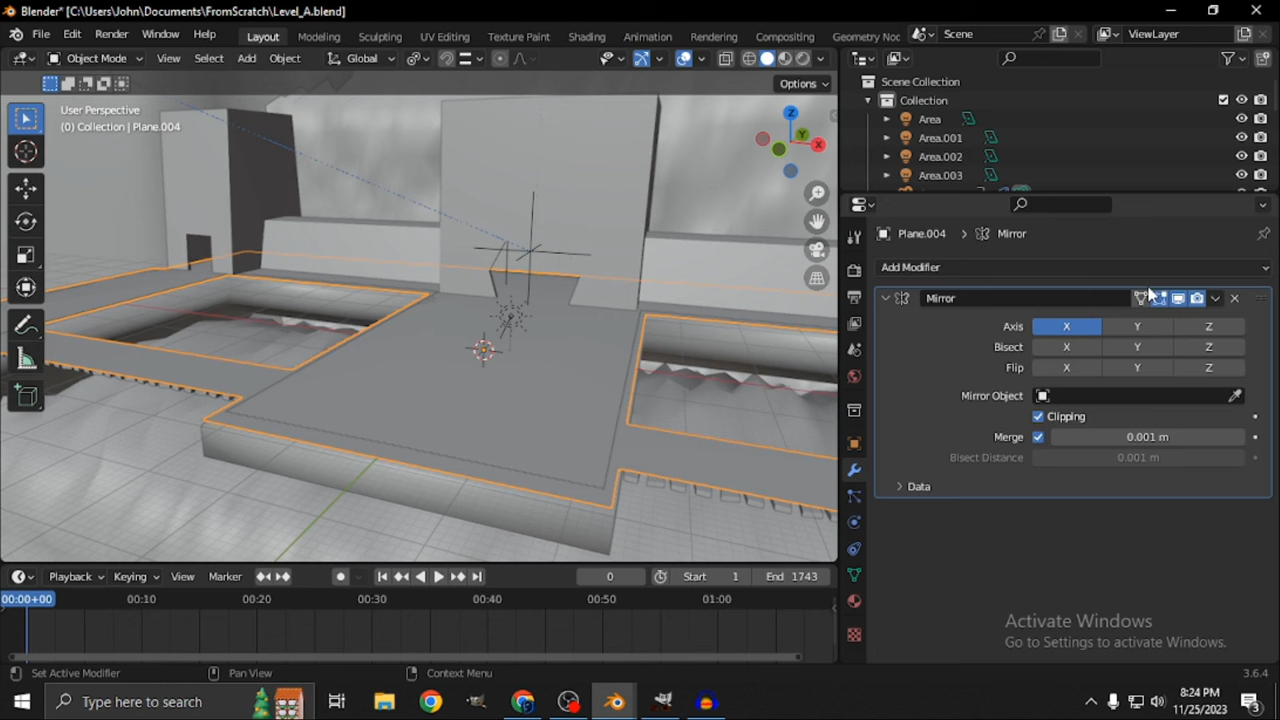 Blender* [C:\Users\John\Documents\FromScratch\Level_A.blend]
File Edit Render Window Help Layout Modeling Sculpting UV Editing Texture Paint Shading Animation Rendering Compositing Geometry Noc Scene ViewLayer
Object Mode View Select Add Object Global
Options
User Perspective
(0) Collection | Plane.004
Z
Y
X
Scene Collection
Collection
Area
Area.001
Area.002
Area.003
Plane.004 > Mirror
Add Modifier
Mirror
Axis X Y Z
Bisect X Y Z
Flip X Y Z
Mirror Object
Clipping
Merge 0.001 m
Bisect Distance 0.001 m
Data
Playback Keying View Marker 0 Start 1 End 1743
00:00+00 00:10 00:20 00:30 00:40 00:50 01:00
Activate Windows
Go to Settings to activate Windows.
Set Active Modifier Pan View Context Menu 3.6.4
Type here to search
8:24 PM
11/25/2023
3